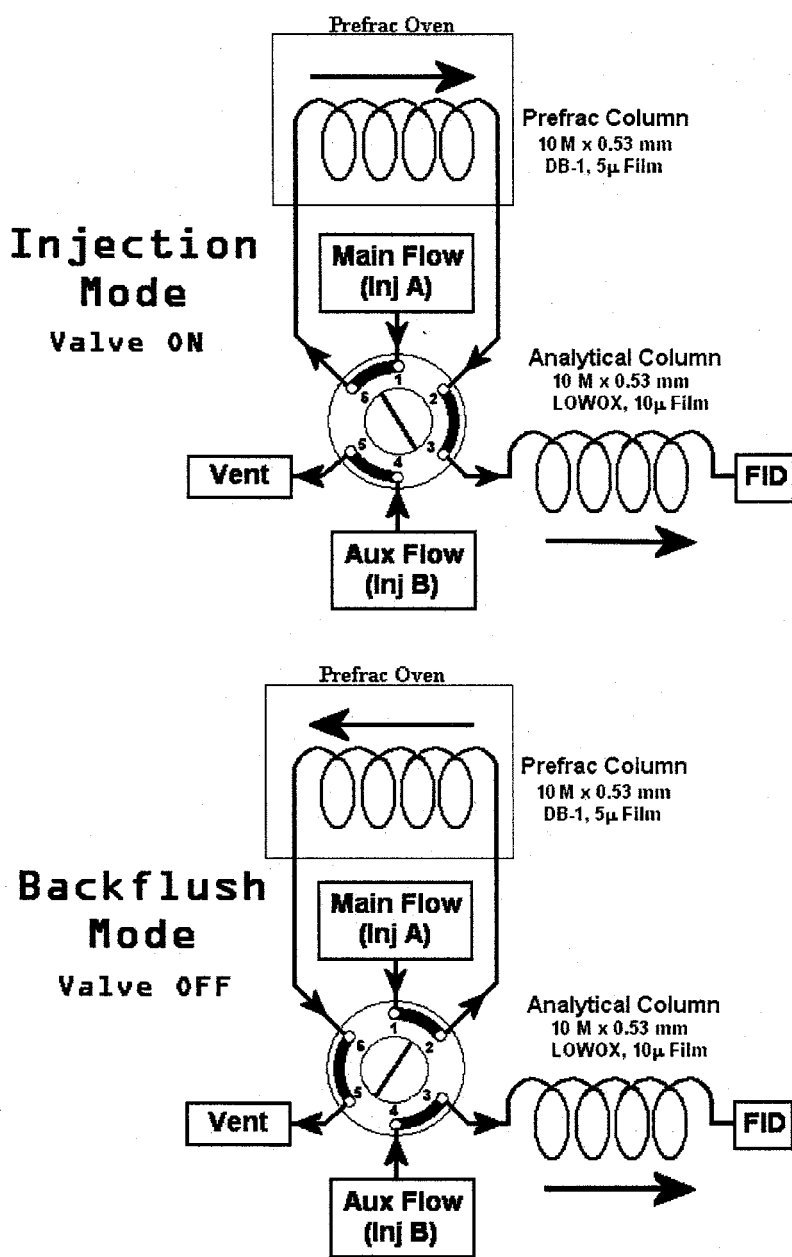 Prefrac Oven
Prefrac Column
10 M x 0.53 mm
DB-1, 5µ Film
Injection
Mode
Valve ON
Main Flow
(Inj A)
Analytical Column
10 M x 0.53 mm
LOWOX, 10µ Film
1
6
2
5
3
4
Vent
FID
Aux Flow
(Inj B)
Prefrac Oven
Prefrac Column
10 M x 0.53 mm
DB-1, 5µ Film
Backflush
Mode
Valve OFF
Main Flow
(Inj A)
Analytical Column
10 M x 0.53 mm
LOWOX, 10µ Film
1
6
2
5
3
4
Vent
FID
Aux Flow
(Inj B)